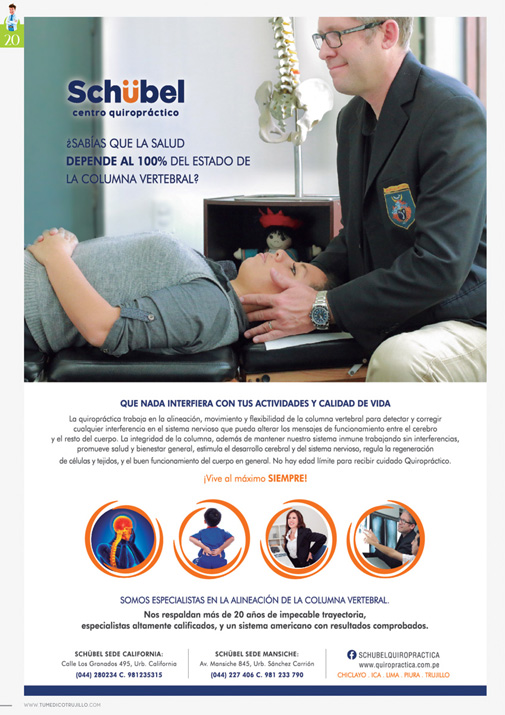 20
Schübel
centro quiropráctico
¿SABÍAS QUE LA SALUD
DEPENDE AL 100% DEL ESTADO DE
LA COLUMNA VERTEBRAL?
QUE NADA INTERFIERA CON TUS ACTIVIDADES Y CALIDAD DE VIDA
La quiropráctica trabaja en la alineación, movimiento y flexibilidad de la columna vertebral para detectar y corregir
cualquier interferencia en el sistema nervioso que pueda alterar los mensajes de funcionamiento entre el cerebro
y el resto del cuerpo. La integridad de la columna, además de mantener nuestro sistema inmune trabajando sin interferencias,
promueve salud y bienestar general, estimula el desarrollo cerebral y del sistema nervioso, regula la regeneración
de células y tejidos, y el buen funcionamiento del cuerpo en general. No hay edad límite para recibir cuidado Quiropráctico.
¡Vive al máximo SIEMPRE!
SOMOS ESPECIALISTAS EN LA ALINEACIÓN DE LA COLUMNA VERTEBRAL.
Nos respaldan más de 20 años de impecable trayectoria,
especialistas altamente calificados, y un sistema americano con resultados comprobados.
SCHÜBEL SEDE CALIFORNIA:
Calle Los Granados 495, Urb. California
(044) 280234 C. 981235315
SCHÜBEL SEDE MANSICHE:
Av. Mansiche 845, Urb. Sánchez Carrión
(044) 227 406 C. 981 233 790
SCHUBELQUIROPRACTICA
www.quiropractica.com.pe
CHICLAYO . ICA . LIMA . PIURA . TRUJILLO
WWW.TUMEDICOTRUJILLO.COM